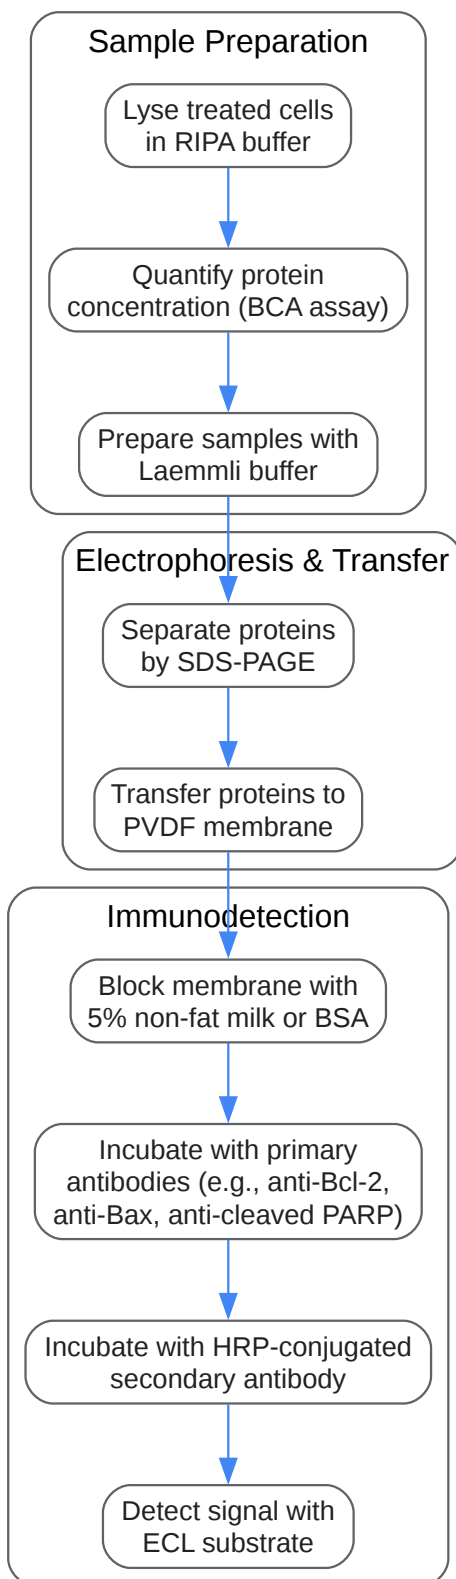 Sample Preparation
Lyse treated cells
in RIPA buffer
Quantify protein
concentration (BCA assay)
Prepare samples with
Laemmli buffer
Electrophoresis & Transfer
Separate proteins
by SDS-PAGE
Transfer proteins to
PVDF membrane
Immunodetection
Block membrane with
5% non-fat milk or BSA
Incubate with primary
antibodies (e.g., anti-Bcl-2,
anti-Bax, anti-cleaved PARP)
Incubate with HRP-conjugated
secondary antibody
Detect signal with
ECL substrate